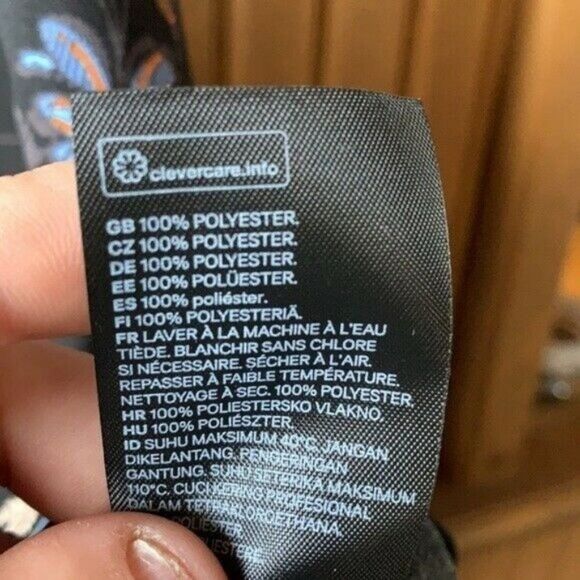 clevercare.info
GB 100% POLYESTER.
CZ 100% POLYESTER.
DE 100% POLYESTER.
EE 100% POLÜESTER.
ES 100% poliéster.
FI 100% POLYESTERIÄ.
FR LAVER À LA MACHINE À L'EAU
TIÈDE. BLANCHIR SANS CHLORE
SI NÉCESSAIRE. SÉCHER À L'AIR.
REPASSER À FAIBLE TEMPÉRATURE.
NETTOYAGE À SEC. 100% POLYESTER.
HR 100% POLIESTERSKO VLAKNO.
HU 100% POLIÉSZTER.
ID SUHU MAKSIMUM 40°C. JANGAN
DIKELANTANG. PENGERINGAN
GANTUNG. SUHU SETERIKA MAKSIMUM
110°C. CUCI KERING PROFESIONAL
DALAM TETRAKLOROETHANA.
POLIESTER.